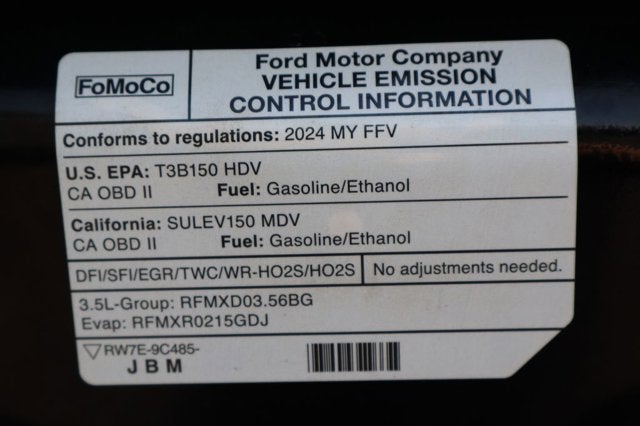 FoMoCo
Ford Motor Company
VEHICLE EMISSION
CONTROL INFORMATION
Conforms to regulations: 2024 MY FFV
U.S. EPA: T3B150 HDV
CA OBD II Fuel: Gasoline/Ethanol
California: SULEV150 MDV
CA OBD II Fuel: Gasoline/Ethanol
DFI/SFI/EGR/TWC/WR-HO2S/HO2S No adjustments needed.
3.5L-Group: RFMXD03.56BG
Evap: RFMXR0215GDJ
RW7E-9C485-
JBM